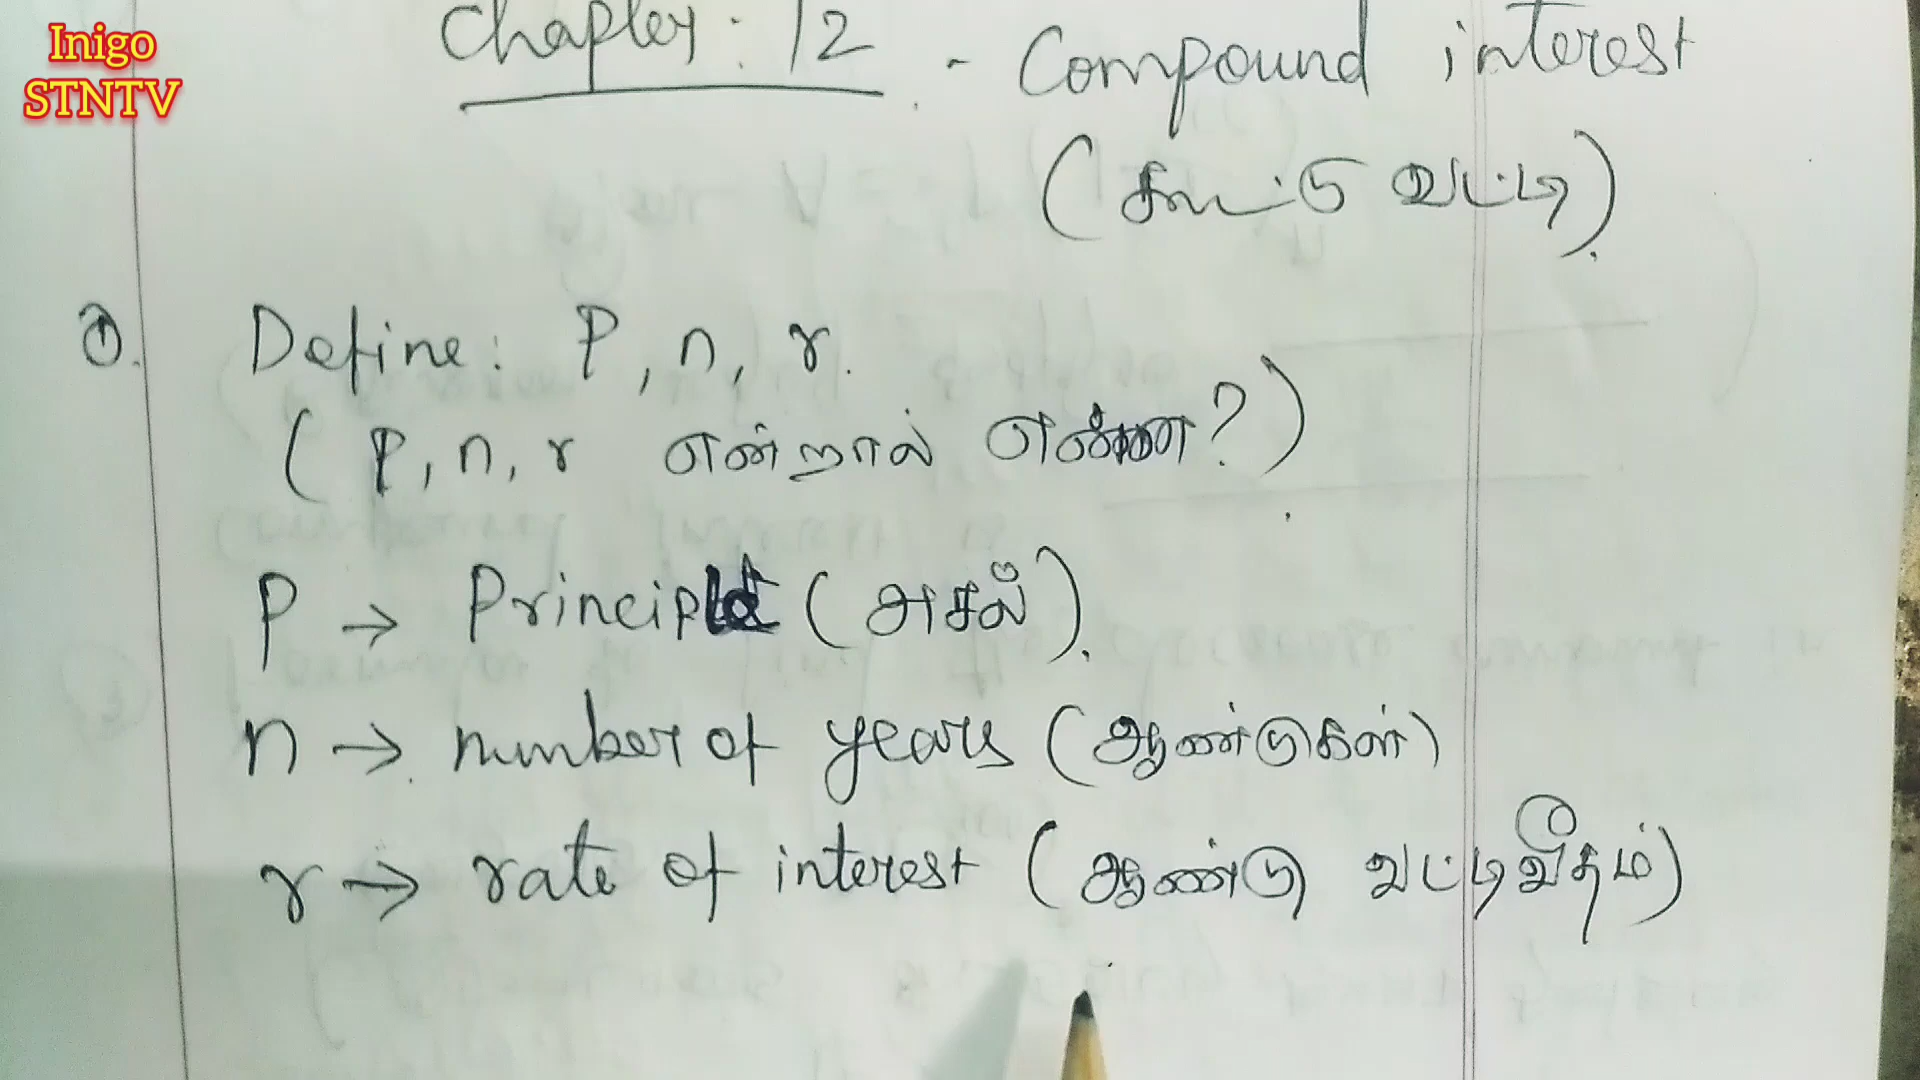 Inigo
STNTV
Chapter: 12 - Compound interest
(கூட்டு வட்டி).
①. Define: P, n, r.
(P, n, r என்றால் என்ன?)
P → Principle (அசல்).
n → number of years (ஆண்டுகள்)
r → rate of interest (ஆண்டு வட்டிவீதம்)